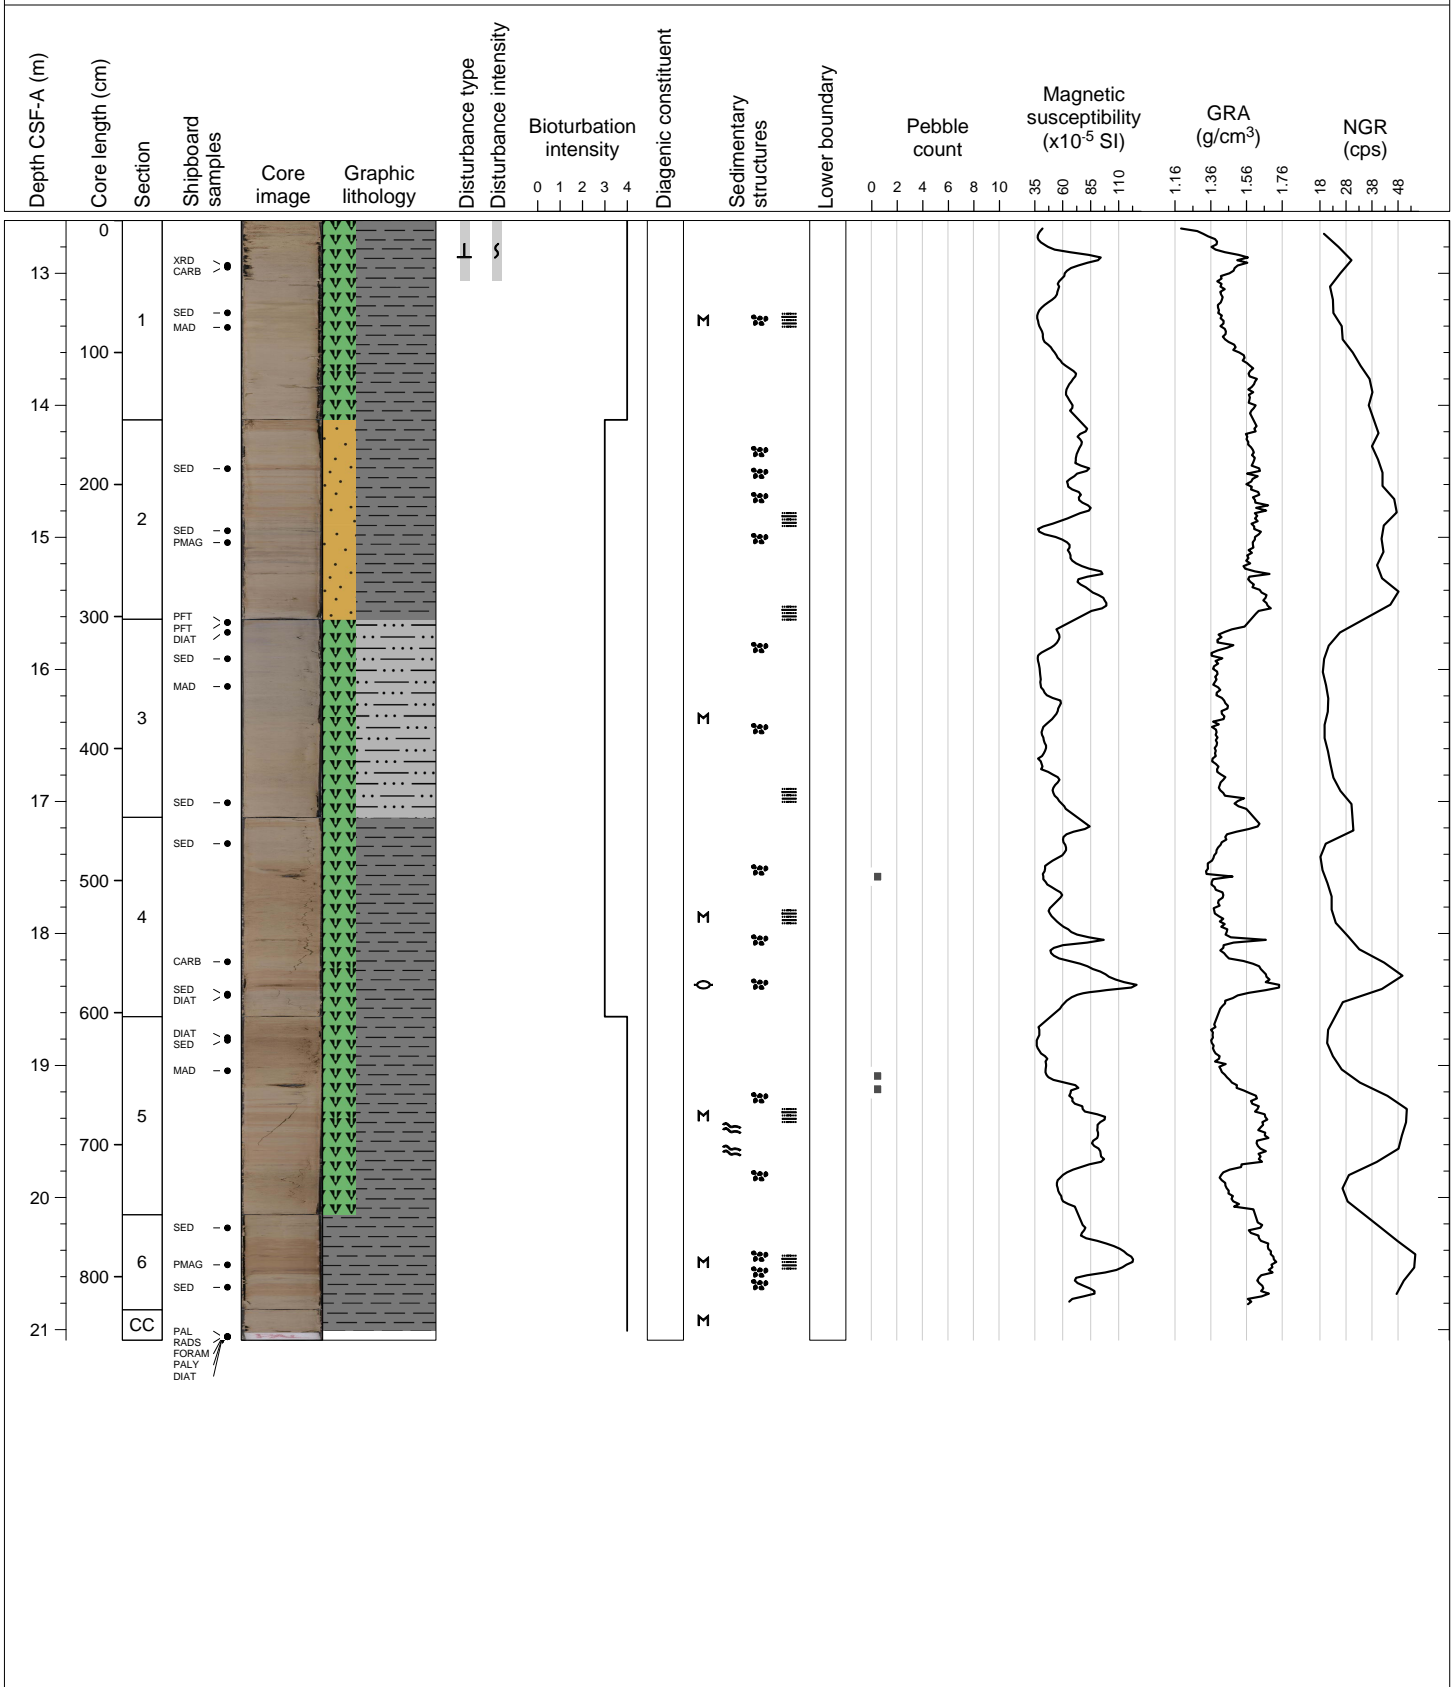 Depth CSF-A (m)
Core length (cm)
Section
Shipboard
samples
Core
image
Graphic
lithology
Disturbance type
Disturbance intensity
Bioturbation
intensity
0 1 2 3 4
Diagenic constituent
Sedimentary
structures
Lower boundary
Pebble
count
0 2 4 6 8 10
Magnetic
susceptibility
(x10-5 SI)
35 60 85 110
GRA
(g/cm3)
1.16 1.36 1.56 1.76
NGR
(cps)
18 28 38 48
0
XRD
13
CARB
SED
1
M
MAD
100
14
SED
200
2
SED
15
PMAG
300
PFT
PFT
DIAT
SED
16
MAD
3
M
400
17
SED
SED
500
4
M
18
CARB
SED
DIAT
600
DIAT
SED
19
MAD
5
M
700
20
SED
6
PMAG
M
800
SED
CC
M
21
PAL
RADS
FORAM
PALY
DIAT